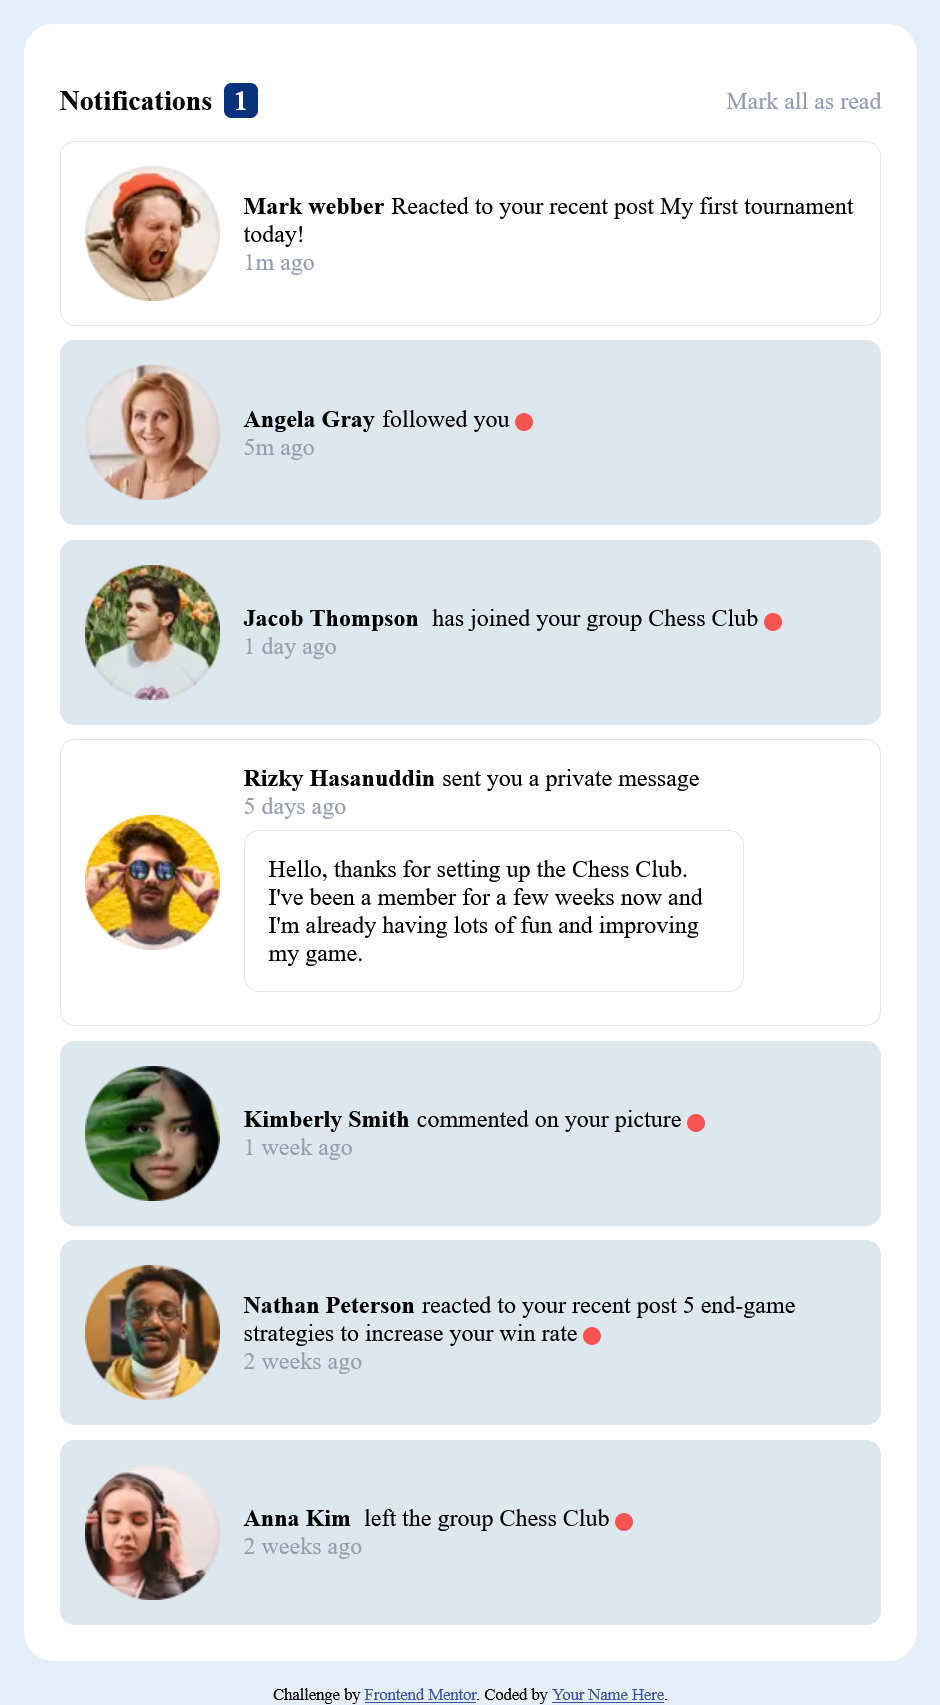 Notifications 1 Mark all as read
Mark webber Reacted to your recent post My first tournament
today!
1m ago
Angela Gray followed you
5m ago
Jacob Thompson has joined your group Chess Club
1 day ago
Rizky Hasanuddin sent you a private message
5 days ago
Hello, thanks for setting up the Chess Club.
I've been a member for a few weeks now and
I'm already having lots of fun and improving
my game.
Kimberly Smith commented on your picture
1 week ago
Nathan Peterson reacted to your recent post 5 end-game
strategies to increase your win rate
2 weeks ago
Anna Kim left the group Chess Club
2 weeks ago
Challenge by Frontend Mentor. Coded by Your Name Here.